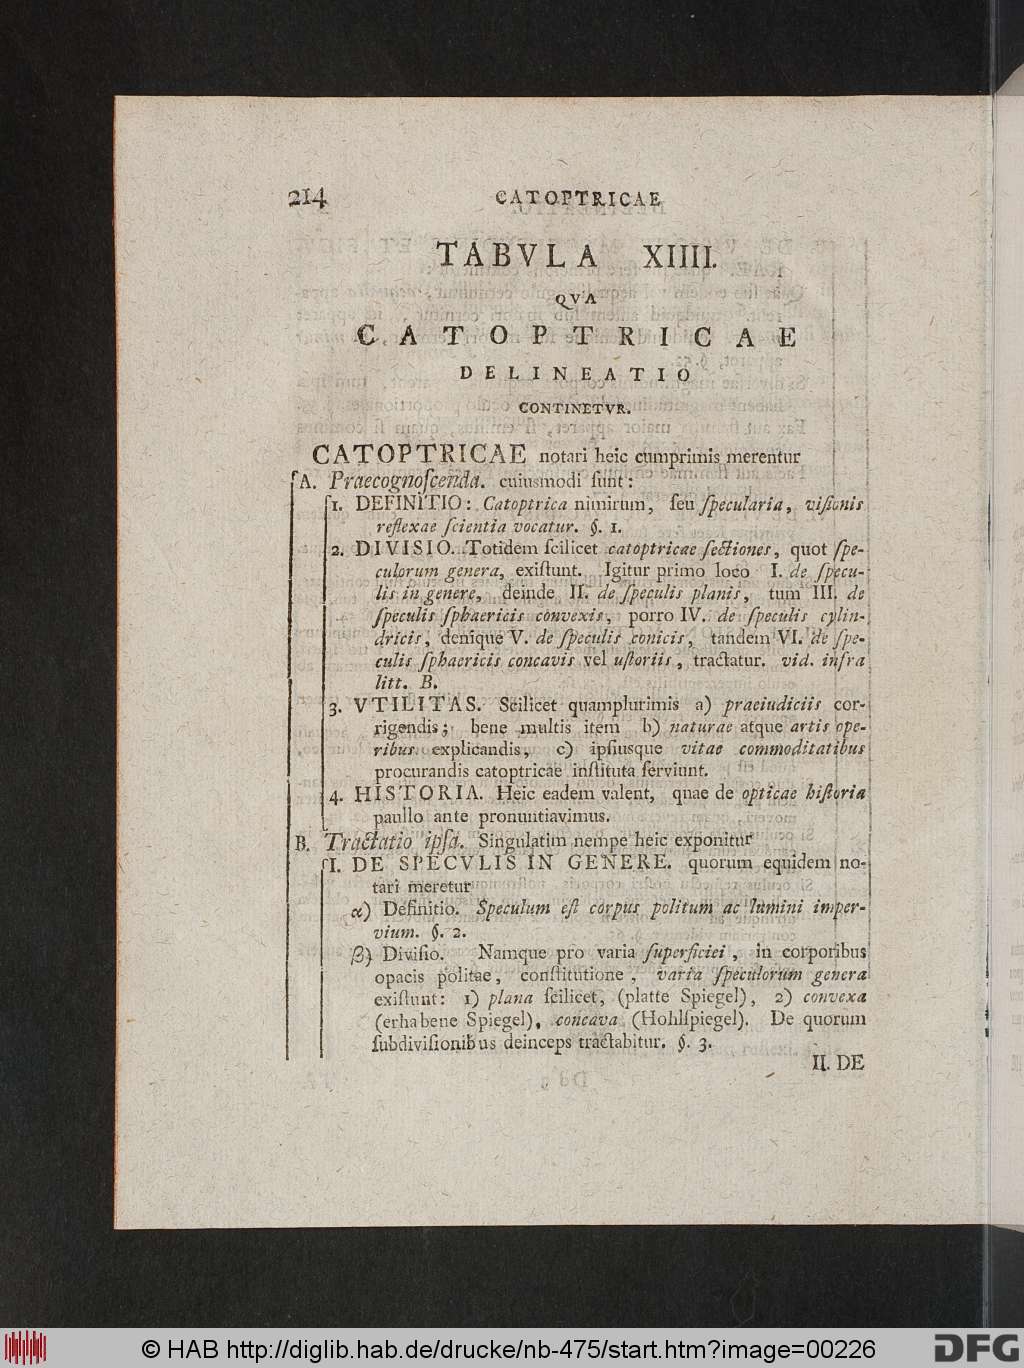 214 CATOPTRICAE
TABVLA XIIII.
QVA
CATOPTRICAE
DELINEATIO
CONTINETVR.
CATOPTRICAE notari heic cumprimis merentur
A. Praecognoſcenda. cuiusmodi ſunt:
1. DEFINITIO: Catoptrica nimirum, ſeu ſpecularia, viſionis
reflexae ſcientia vocatur. §. 1.
2. DIVISIO. Totidem ſcilicet catoptricae ſectiones, quot ſpe-
culorum genera, exiſtunt. Igitur primo loco I. de ſpecu-
lis in genere, deinde II. de ſpeculis planis, tum III. de
ſpeculis ſphaericis convexis, porro IV. de ſpeculis cylin-
dricis, denique V. de ſpeculis conicis, tandem VI. de ſpe-
culis ſphaericis concavis vel uſtoriis, tractatur. vid. infra
litt. B.
3. VTILITAS. Scilicet quamplurimis a) praeiudiciis cor-
rigendis; bene multis item b) naturae atque artis ope-
ribus explicandis, c) ipſiusque vitae commoditatibus
procurandis catoptricae inſtituta ſerviunt.
4. HISTORIA. Heic eadem valent, quae de opticae hiſtoria
paullo ante pronuntiavimus.
B. Tractatio ipſa. Singulatim nempe heic exponitur
I. DE SPECVLIS IN GENERE. quorum equidem no-
tari meretur
α) Definitio. Speculum eſt corpus politum ac lumini imper-
vium. §. 2.
β) Diviſio. Namque pro varia ſuperficiei, in corporibus
opacis politae, conſtitutione, varia ſpeculorum genera
exiſtunt: 1) plana ſcilicet, (platte Spiegel), 2) convexa
(erhabene Spiegel), concava (Hohlſpiegel). De quorum
ſubdiviſionibus deinceps tractabitur. §. 3.
II. DE
© HAB http://diglib.hab.de/drucke/nb-475/start.htm?image=00226
DFG